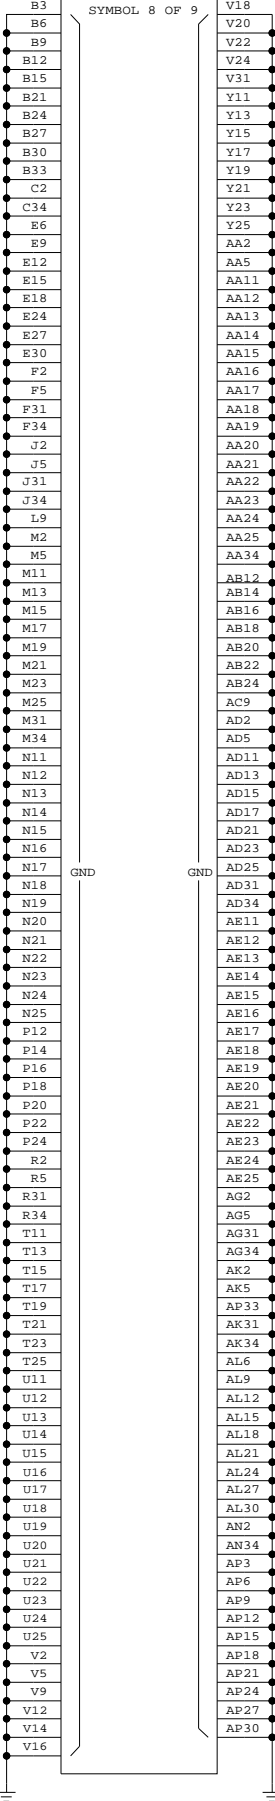 SYMBOL 8 OF 9
B3
B6
B9
B12
B15
B21
B24
B27
B30
B33
C2
C34
E6
E9
E12
E15
E18
E24
E27
E30
F2
F5
F31
F34
J2
J5
J31
J34
L9
M2
M5
M11
M13
M15
M17
M19
M21
M23
M25
M31
M34
N11
N12
N13
N14
N15
N16
N17
N18
N19
N20
N21
N22
N23
N24
N25
P12
P14
P16
P18
P20
P22
P24
R2
R5
R31
R34
T11
T13
T15
T17
T19
T21
T23
T25
U11
U12
U13
U14
U15
U16
U17
U18
U19
U20
U21
U22
U23
U24
U25
V2
V5
V9
V12
V14
V16
GND
GND
V18
V20
V22
V24
V31
Y11
Y13
Y15
Y17
Y19
Y21
Y23
Y25
AA2
AA5
AA11
AA12
AA13
AA14
AA15
AA16
AA17
AA18
AA19
AA20
AA21
AA22
AA23
AA24
AA25
AA34
AB12
AB14
AB16
AB18
AB20
AB22
AB24
AC9
AD2
AD5
AD11
AD13
AD15
AD17
AD21
AD23
AD25
AD31
AD34
AE11
AE12
AE13
AE14
AE15
AE16
AE17
AE18
AE19
AE20
AE21
AE22
AE23
AE24
AE25
AG2
AG5
AG31
AG34
AK2
AK5
AP33
AK31
AK34
AL6
AL9
AL12
AL15
AL18
AL21
AL24
AL27
AL30
AN2
AN34
AP3
AP6
AP9
AP12
AP15
AP18
AP21
AP24
AP27
AP30